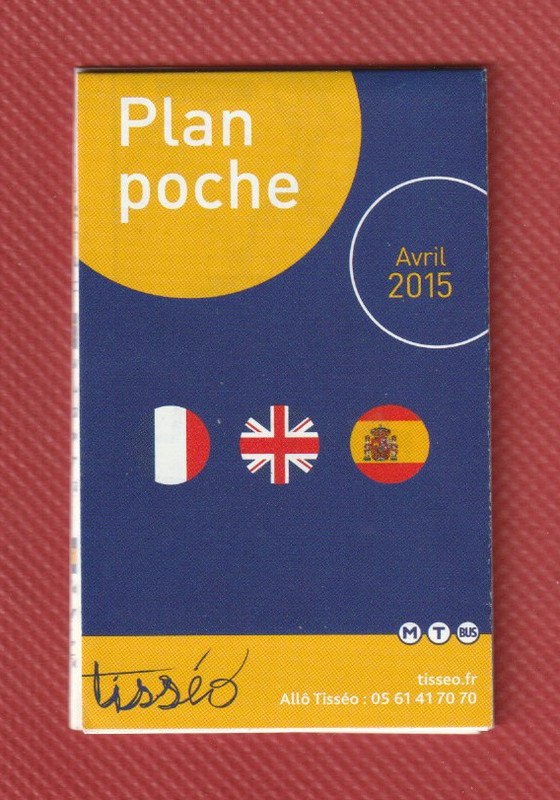 Plan
poche
Avril
2015
M T BUS
tisséo
tisseo.fr
Allô Tisséo : 05 61 41 70 70